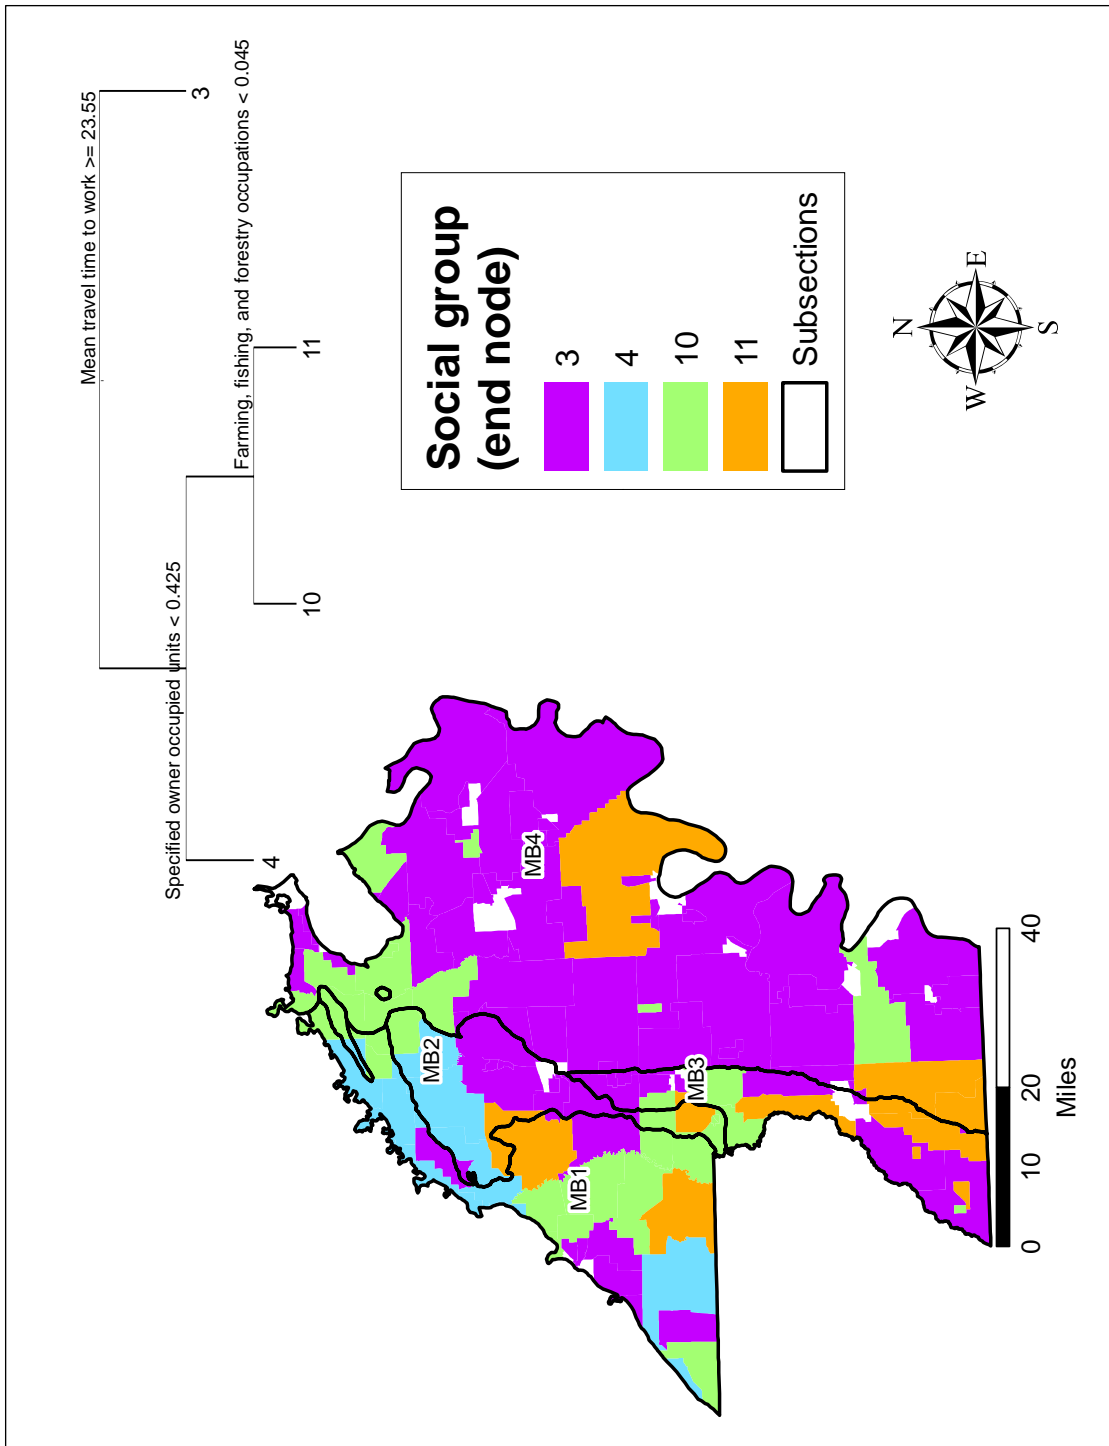 Mean travel time to work >= 23.55
3
Farming, fishing, and forestry occupations < 0.045
11
Specified owner occupied units < 0.425
10
4
Social group
(end node)
3
4
10
11
Subsections
MB4
MB2
MB3
MB1
N
W
E
S
0
10
20
40
Miles